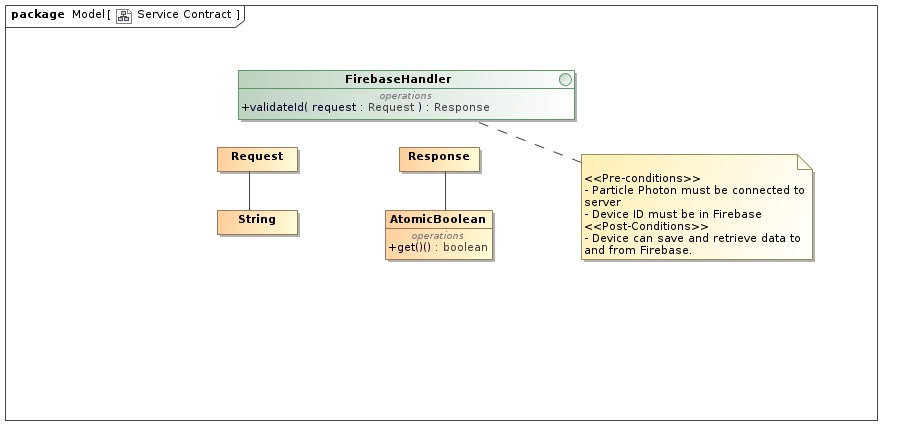 package Model[ Service Contract ]
FirebaseHandler
operations
+validateId( request : Request ) : Response
Request
Response
String
AtomicBoolean
operations
+get()() : boolean
<<Pre-conditions>>
- Particle Photon must be connected to
server
- Device ID must be in Firebase
<<Post-Conditions>>
- Device can save and retrieve data to
and from Firebase.